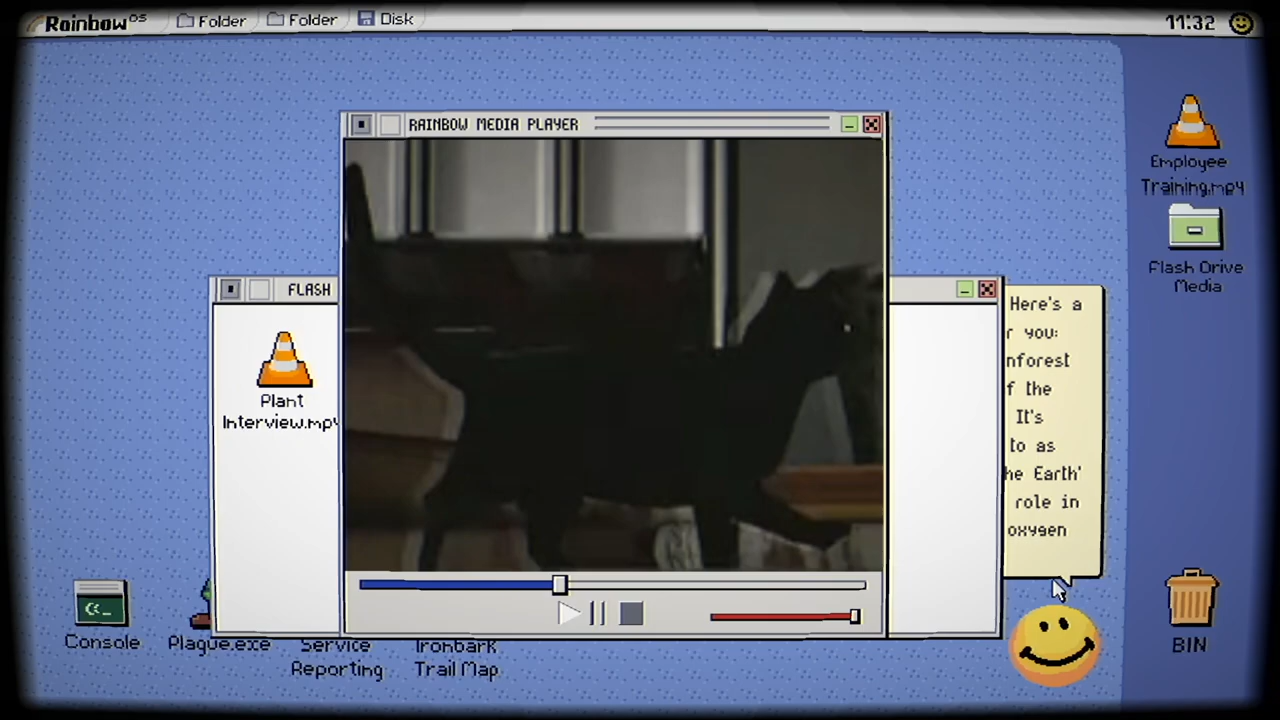 Rainbow OS
Folder
Folder
Disk
11:32
RAINBOW MEDIA PLAYER
Employee
Training.mp4
Flash Drive
Media
FLASH
Plant
Interview.mp4
Here's a
you:
the
It's
to as
Earth'
role in
oxygen
Console
Plague.exe
Service
Reporting
Ironbark
Trail Map
BIN